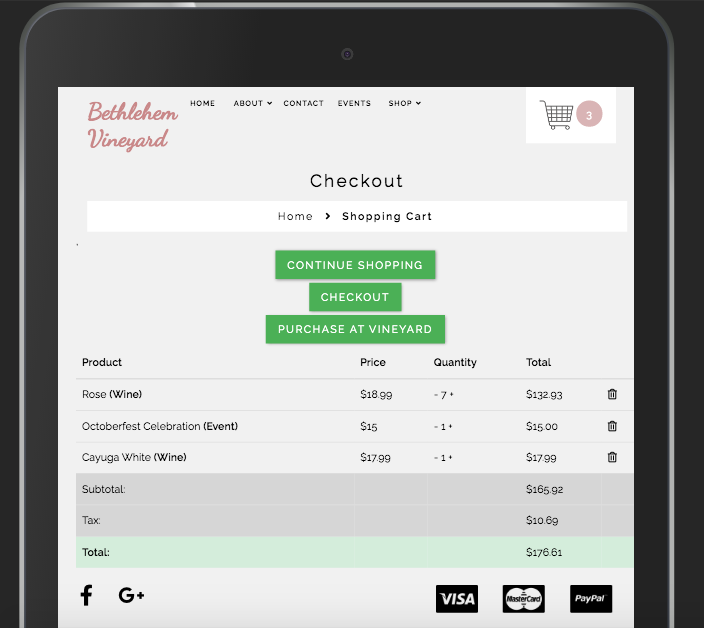 Bethlehem
Vineyard
HOME ABOUT CONTACT EVENTS SHOP
3
Checkout
Home > Shopping Cart
CONTINUE SHOPPING
CHECKOUT
PURCHASE AT VINEYARD
Product Price Quantity Total
Rose (Wine) $18.99 - 7 + $132.93
Octoberfest Celebration (Event) $15 - 1 + $15.00
Cayuga White (Wine) $17.99 - 1 + $17.99
Subtotal: $165.92
Tax: $10.69
Total: $176.61
f G+ VISA MasterCard PayPal